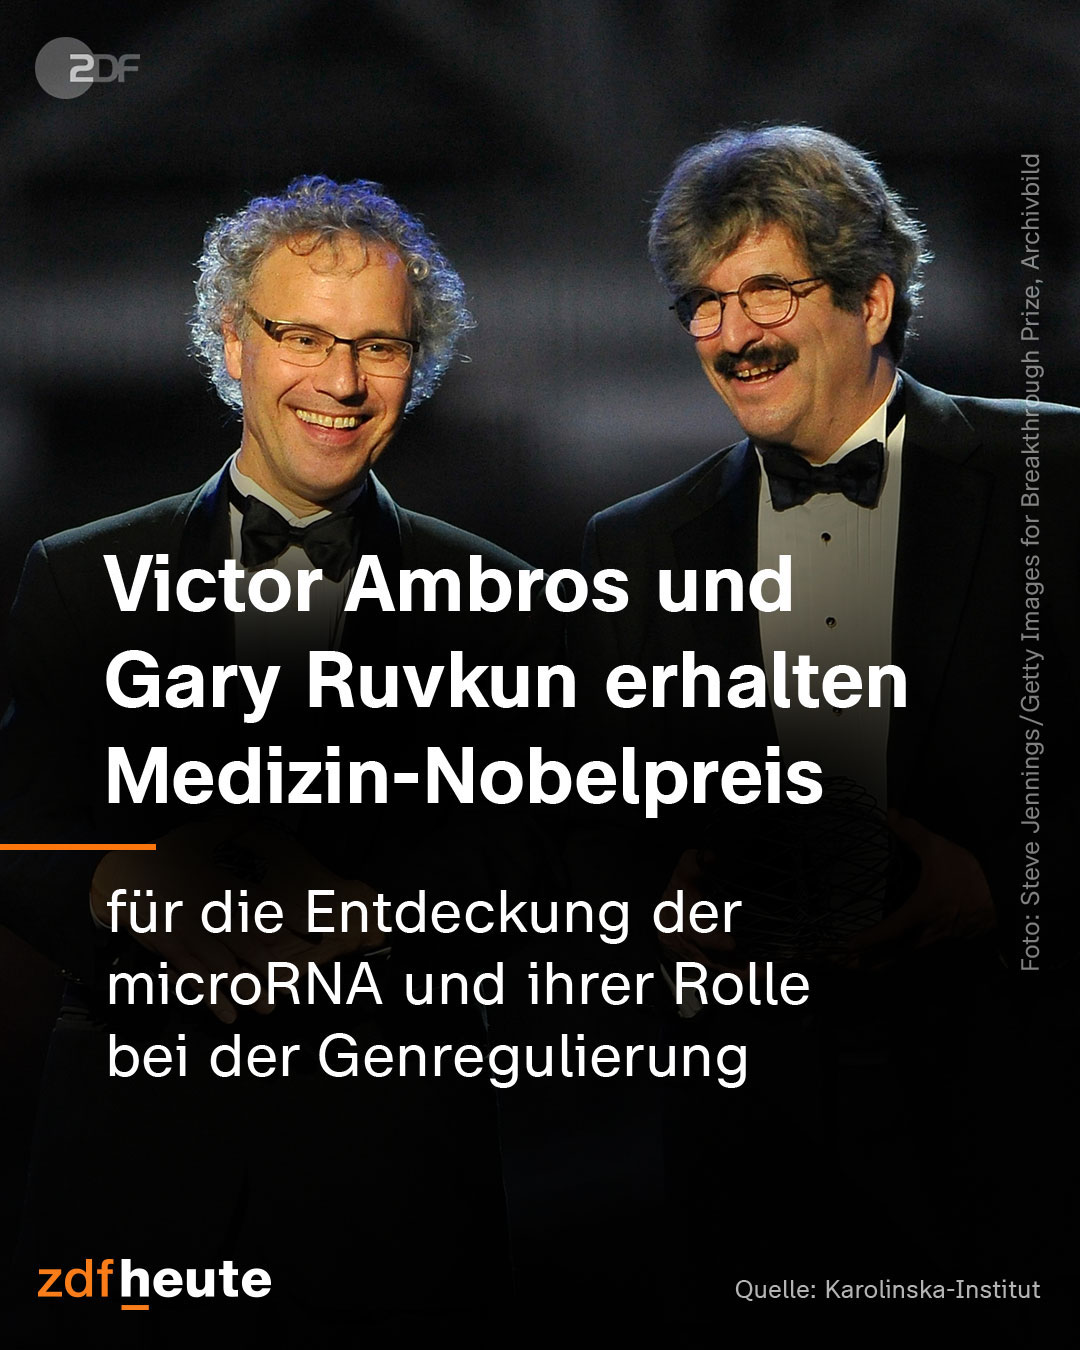 ZDF
Foto: Steve Jennings/Getty Images for Breakthrough Prize, Archivbild
Victor Ambros und
Gary Ruvkun erhalten
Medizin-Nobelpreis
für die Entdeckung der
microRNA und ihrer Rolle
bei der Genregulierung
zdfheute
Quelle: Karolinska-Institut